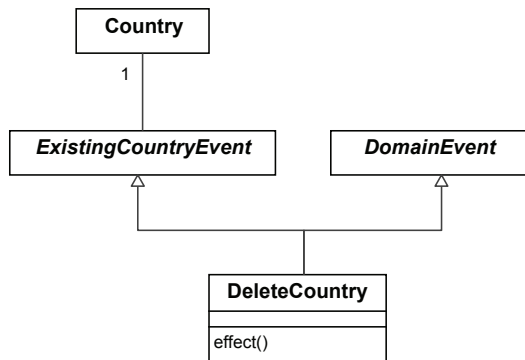 Country
1
ExistingCountryEvent
DomainEvent
DeleteCountry
effect()